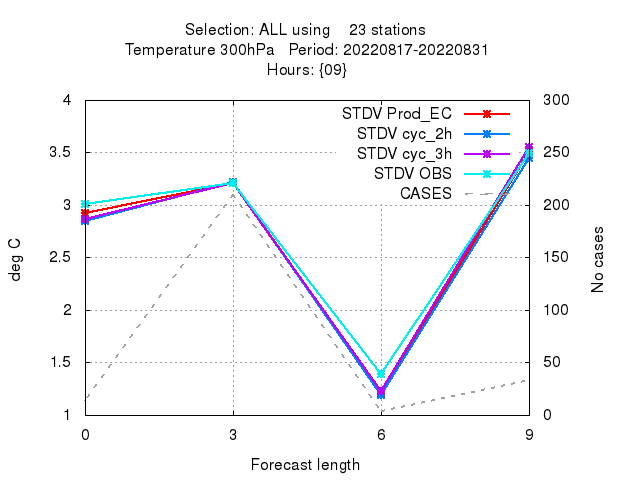 Selection: ALL using 23 stations
Temperature 300hPa Period: 20220817-20220831
Hours: {09}
4
3.5
3
2.5
2
1.5
1
300
250
200
150
100
50
0
STDV Prod_EC
STDV cyc_2h
STDV cyc_3h
STDV OBS
CASES
deg C
No cases
0 3 6 9
Forecast length